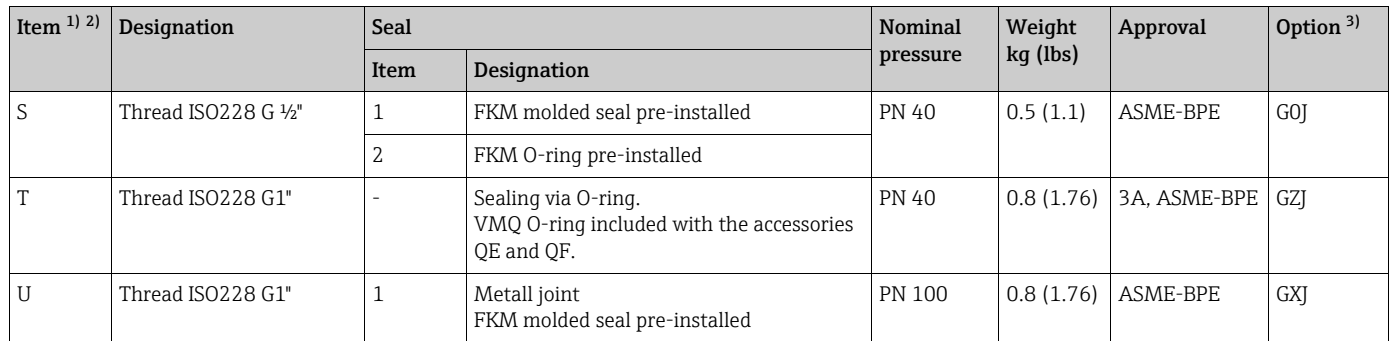 Item 1) 2) Designation Seal Nominal pressure Weight kg (lbs) Approval Option 3)
Item Designation
S Thread ISO228 G ½" 1 FKM molded seal pre-installed PN 40 0.5 (1.1) ASME-BPE G0J
2 FKM O-ring pre-installed
T Thread ISO228 G1" - Sealing via O-ring. PN 40 0.8 (1.76) 3A, ASME-BPE GZJ
VMQ O-ring included with the accessories
QE and QF.
U Thread ISO228 G1" 1 Metall joint PN 100 0.8 (1.76) ASME-BPE GXJ
FKM molded seal pre-installed